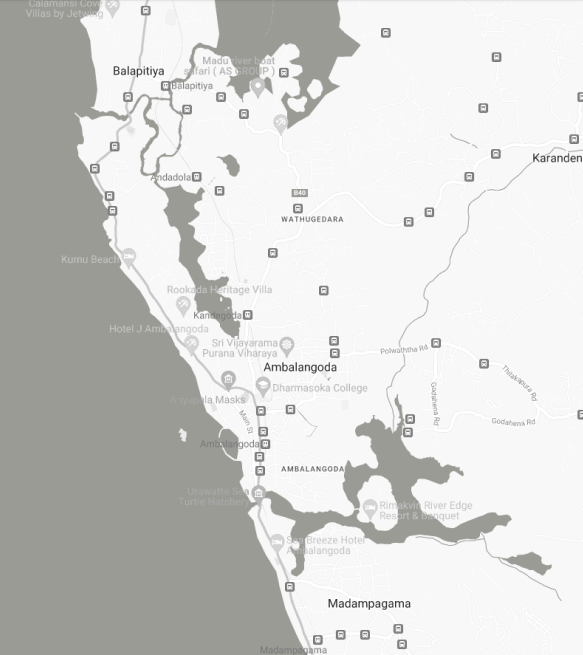 Calamansi Cove
Villas by Jetwing
Balapitiya
Madu river boat
safari ( AS GROUP )
Balapitiya
Karanden
Andadola
B40
WATHUGEDARA
Kumu Beach
Rookada Heritage Villa
Kandegoda
Hotel J Ambalangoda
Sri Vijayarama
Purana Viharaya
Polwaththa Rd
Ambalangoda
Thilakapura Rd
Dharmasoka College
Godahena Rd
Ariyapala Masks
Main St
Godahena Rd
Ambalangoda
AMBALANGODA
Urawatte Sea
Turtle Hatchery
Rimakvin River Edge
Resort & Banquet
Sea Breeze Hotel
Ambalangoda
Madampagama
Madampagama